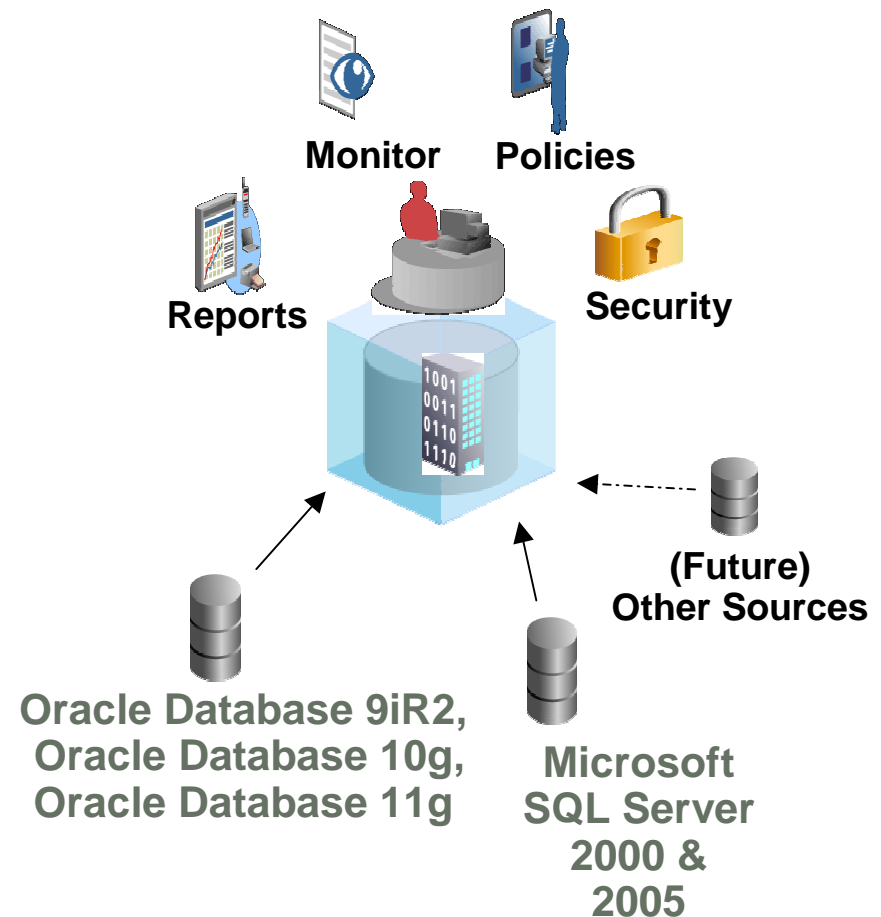 Monitor
Policies
Reports
Security
1001
0011
0110
1110
(Future)
Other Sources
Oracle Database 9iR2,
Oracle Database 10g,
Oracle Database 11g
Microsoft
SQL Server
2000 &
2005